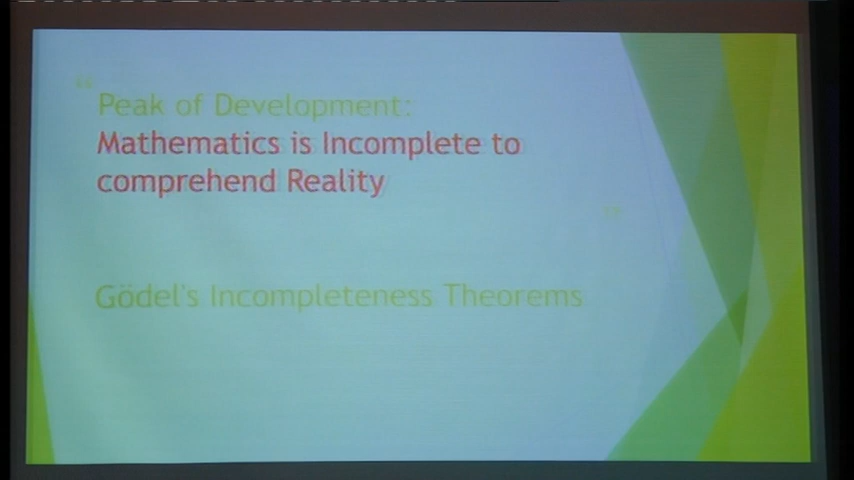 “
Peak of Development:
Mathematics is Incomplete to
comprehend Reality
”
Gödel's Incompleteness Theorems